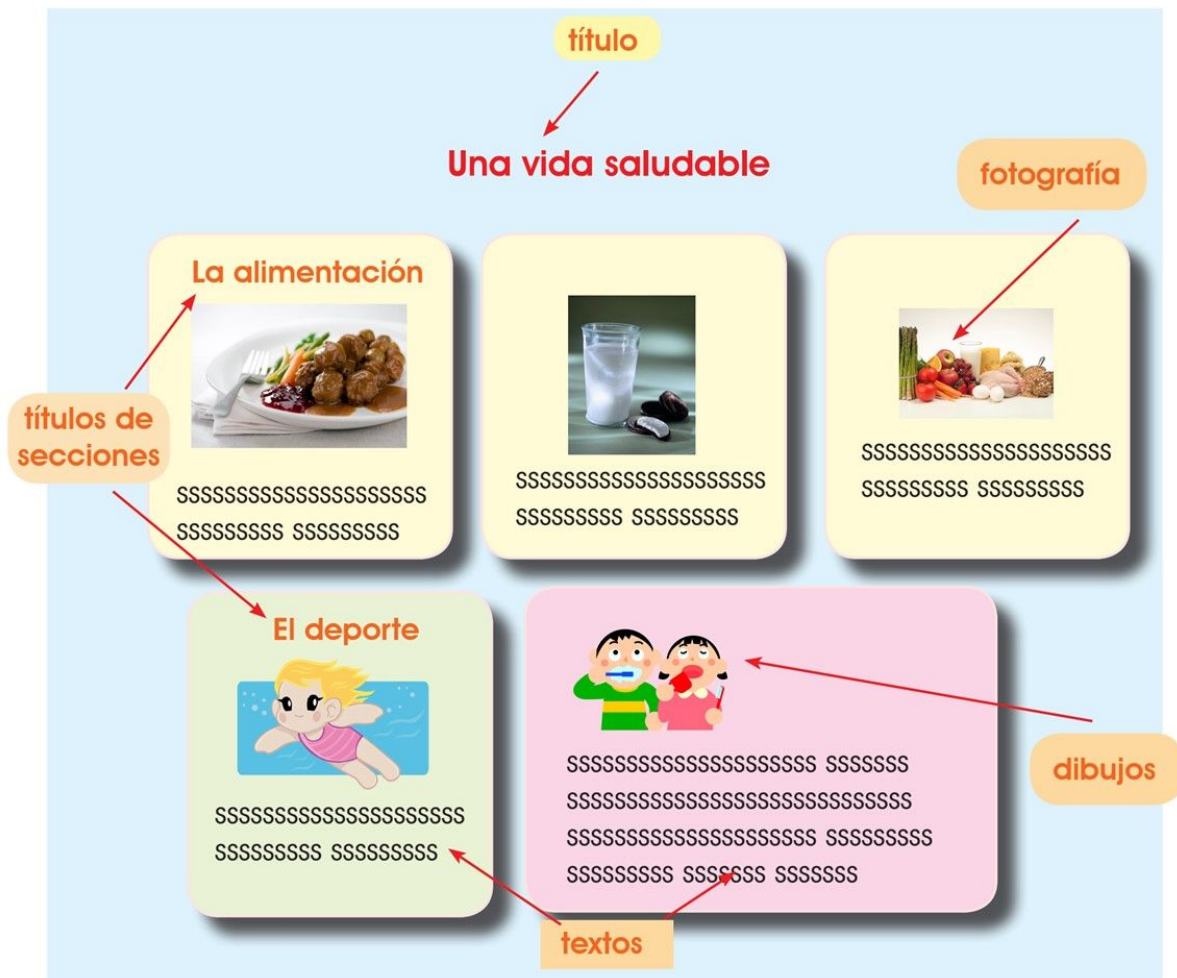 título
Una vida saludable
fotografía
La alimentación
títulos de
secciones
SSSSSSSSSSSSSSSSSSSSS
SSSSSSSSS SSSSSSSSS
SSSSSSSSSSSSSSSSSSSSS
SSSSSSSSS SSSSSSSSS
SSSSSSSSSSSSSSSSSSSSS
SSSSSSSSS SSSSSSSSS
El deporte
SSSSSSSSSSSSSSSSSSSSS
SSSSSSSSS SSSSSSSSS
SSSSSSSSSSSSSSSSSSSSS SSSSSSS
SSSSSSSSSSSSSSSSSSSSSSSSSSSSS
SSSSSSSSSSSSSSSSSSSSS SSSSSSSSS
SSSSSSSSS SSSSSSS SSSSSSS
dibujos
textos